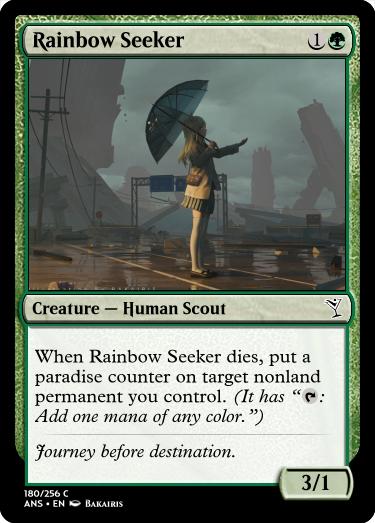 Rainbow Seeker 1
Creature — Human Scout
When Rainbow Seeker dies, put a
paradise counter on target nonland
permanent you control. (It has “:
Add one mana of any color.”)
Journey before destination.
3/1
180/256 C
ANS • EN Bakairis